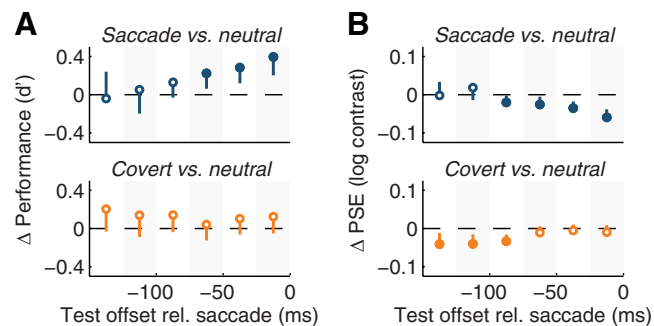 A
Saccade vs. neutral
0.4
0
−0.4
Covert vs. neutral
0.4
0
−0.4
Δ Performance (d’)
−100
−50
0
Test offset rel. saccade (ms)
B
Saccade vs. neutral
0.1
0
−0.1
Covert vs. neutral
0.1
0
−0.1
Δ PSE (log contrast)
−100
−50
0
Test offset rel. saccade (ms)